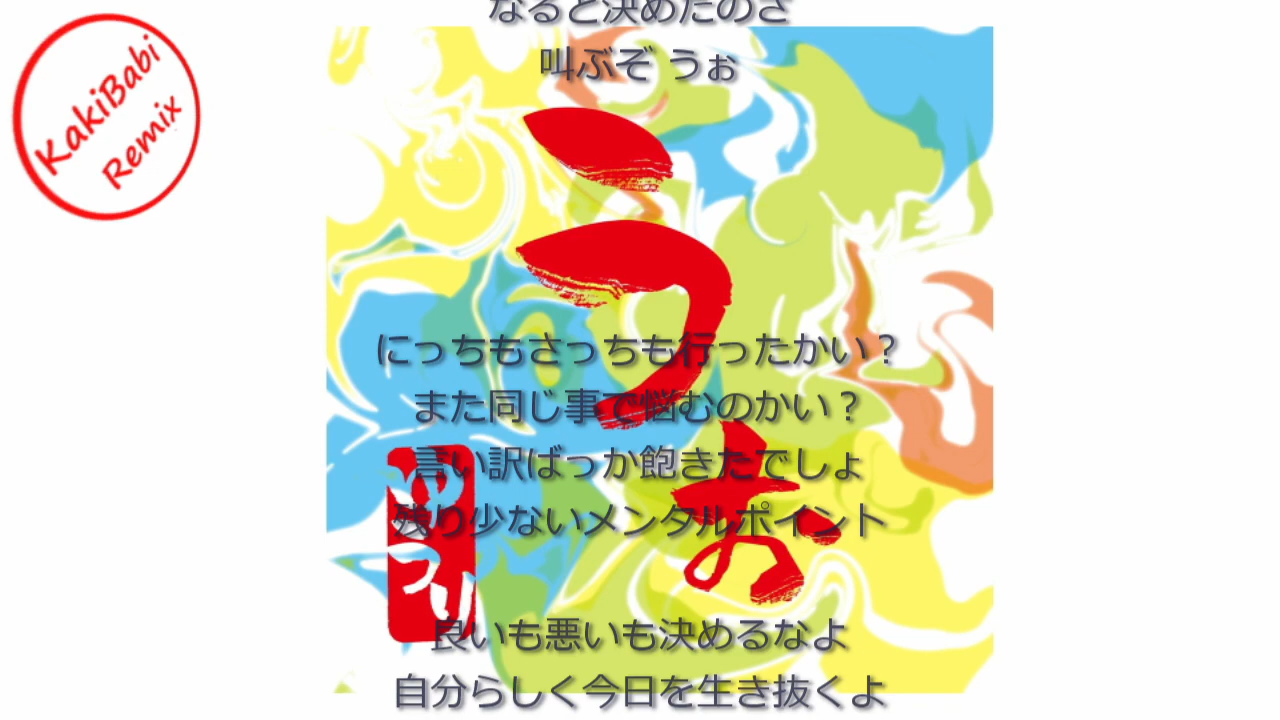 なると決めたのさ
叫ぶぞ うぉ
KakiBabi
Remix
うぉ
にっちもさっちも行ったかい？
また同じ事で悩むのかい？
言い訳ばっか飽きたでしょ
残り少ないメンタルポイント
良いも悪いも決めるなよ
自分らしく今日を生き抜くよ